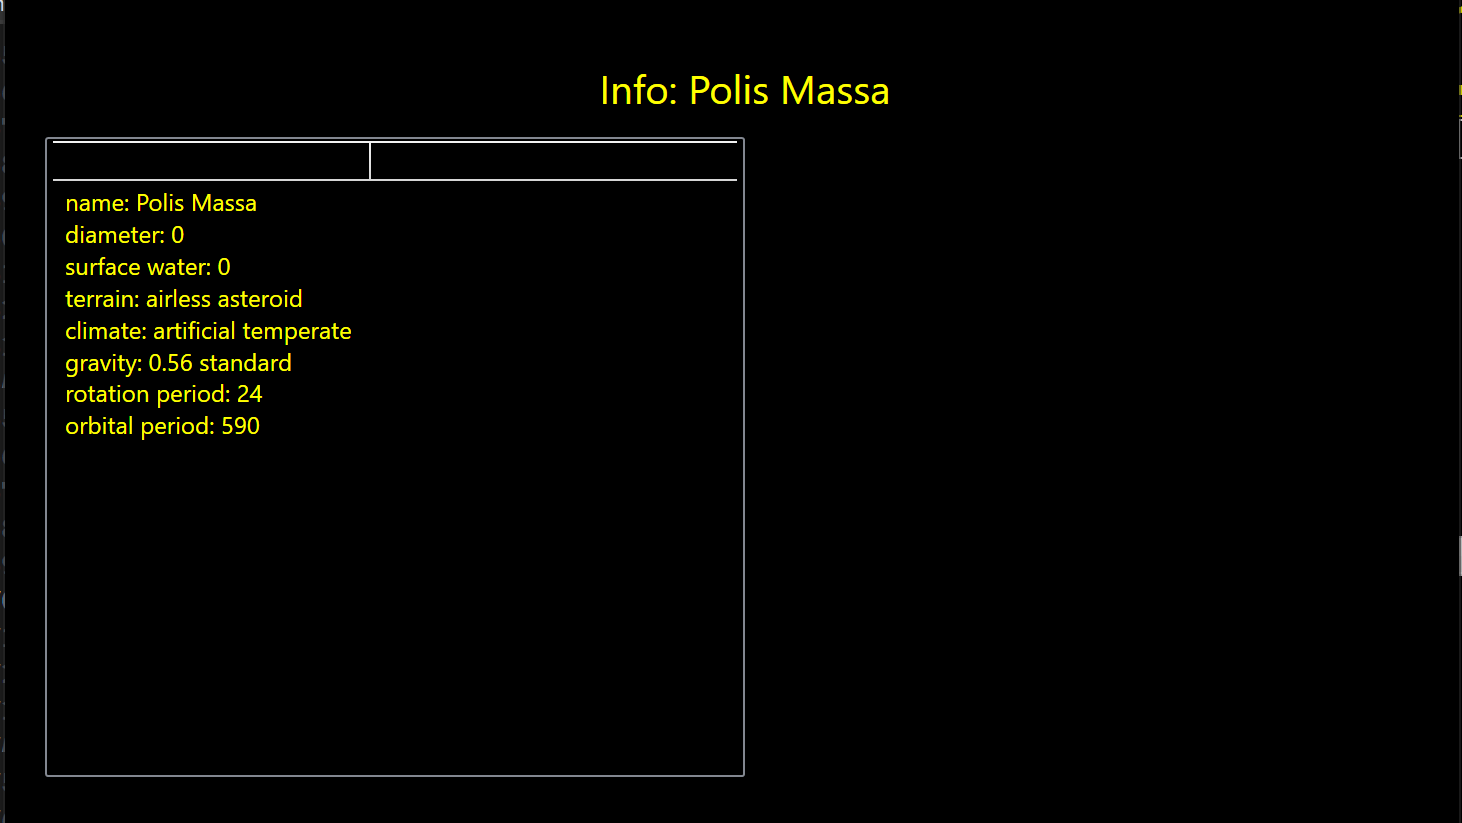 Info: Polis Massa
name: Polis Massa
diameter: 0
surface water: 0
terrain: airless asteroid
climate: artificial temperate
gravity: 0.56 standard
rotation period: 24
orbital period: 590